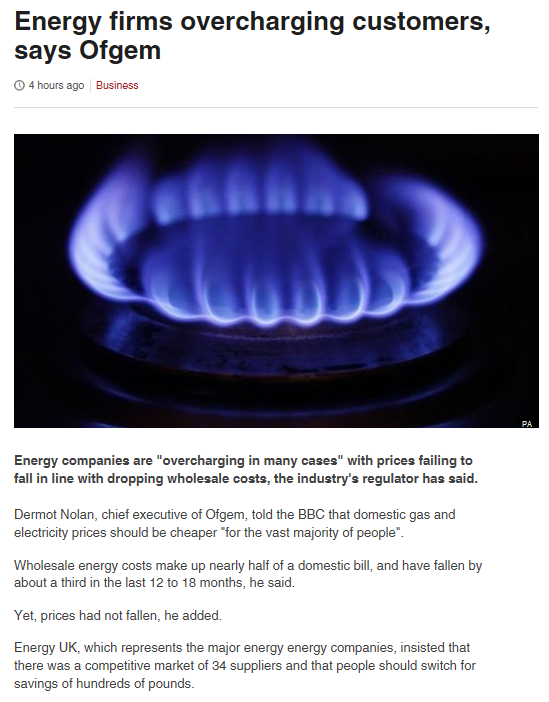 Energy firms overcharging customers,
says Ofgem
4 hours ago Business
PA
Energy companies are "overcharging in many cases" with prices failing to
fall in line with dropping wholesale costs, the industry's regulator has said.
Dermot Nolan, chief executive of Ofgem, told the BBC that domestic gas and
electricity prices should be cheaper "for the vast majority of people".
Wholesale energy costs make up nearly half of a domestic bill, and have fallen by
about a third in the last 12 to 18 months, he said.
Yet, prices had not fallen, he added.
Energy UK, which represents the major energy energy companies, insisted that
there was a competitive market of 34 suppliers and that people should switch for
savings of hundreds of pounds.